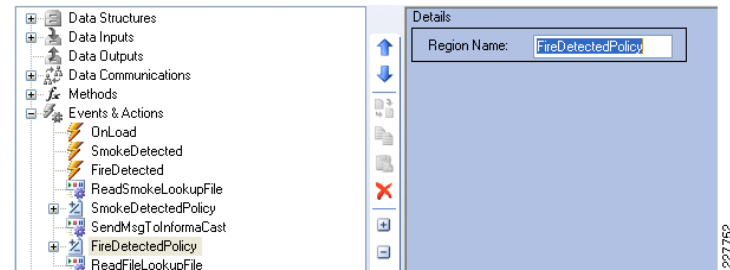 Data Structures
Data Inputs
Data Outputs
Data Communications
Methods
Events & Actions
OnLoad
SmokeDetected
FireDetected
ReadSmokeLookupFile
SmokeDetectedPolicy
SendMsgToInformaCast
FireDetectedPolicy
ReadFileLookupFile
Details
Region Name: FireDetectedPolicy
227762